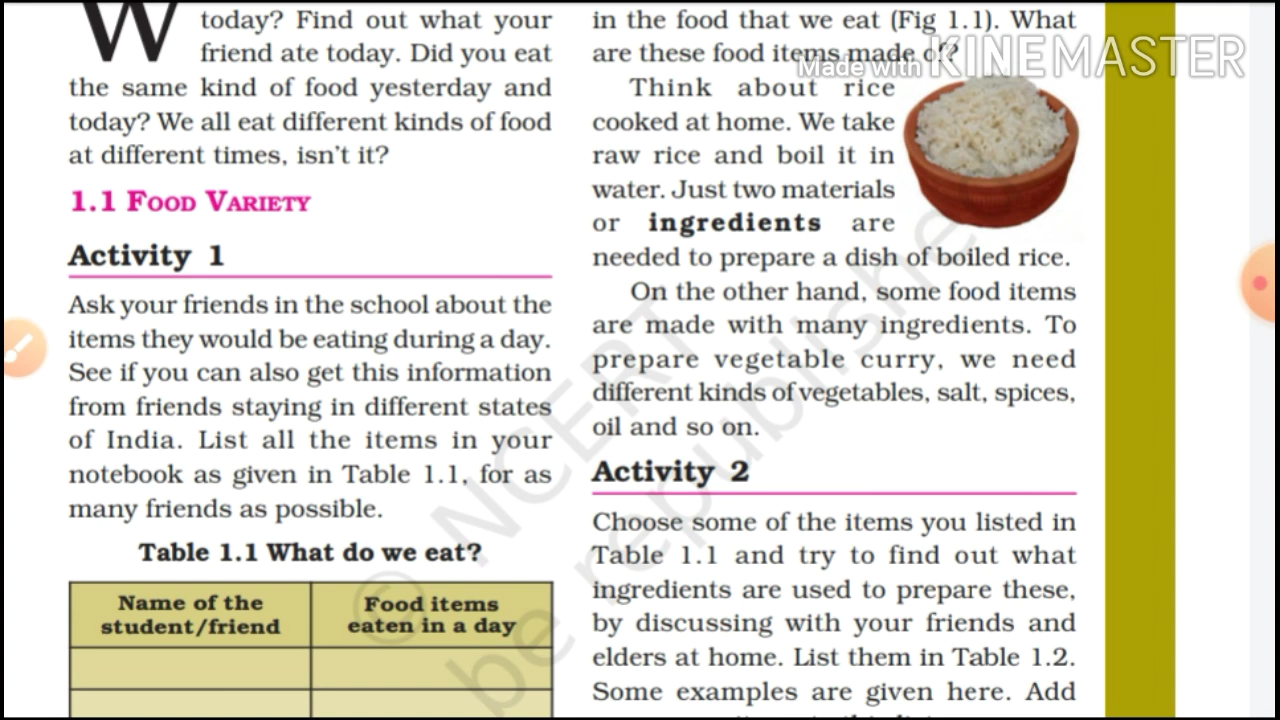 W
today? Find out what your
friend ate today. Did you eat
the same kind of food yesterday and
today? We all eat different kinds of food
at different times, isn't it?
1.1 FOOD VARIETY
Activity 1
Ask your friends in the school about the
items they would be eating during a day.
See if you can also get this information
from friends staying in different states
of India. List all the items in your
notebook as given in Table 1.1, for as
many friends as possible.
Table 1.1 What do we eat?
Name of the
student/friend
Food items
eaten in a day
in the food that we eat (Fig 1.1). What
are these food items made of?
Think about rice
cooked at home. We take
raw rice and boil it in
water. Just two materials
or ingredients are
needed to prepare a dish of boiled rice.
On the other hand, some food items
are made with many ingredients. To
prepare vegetable curry, we need
different kinds of vegetables, salt, spices,
oil and so on.
Activity 2
Choose some of the items you listed in
Table 1.1 and try to find out what
ingredients are used to prepare these,
by discussing with your friends and
elders at home. List them in Table 1.2.
Some examples are given here. Add
Made with KINEMASTER
© NCERT
be republishe